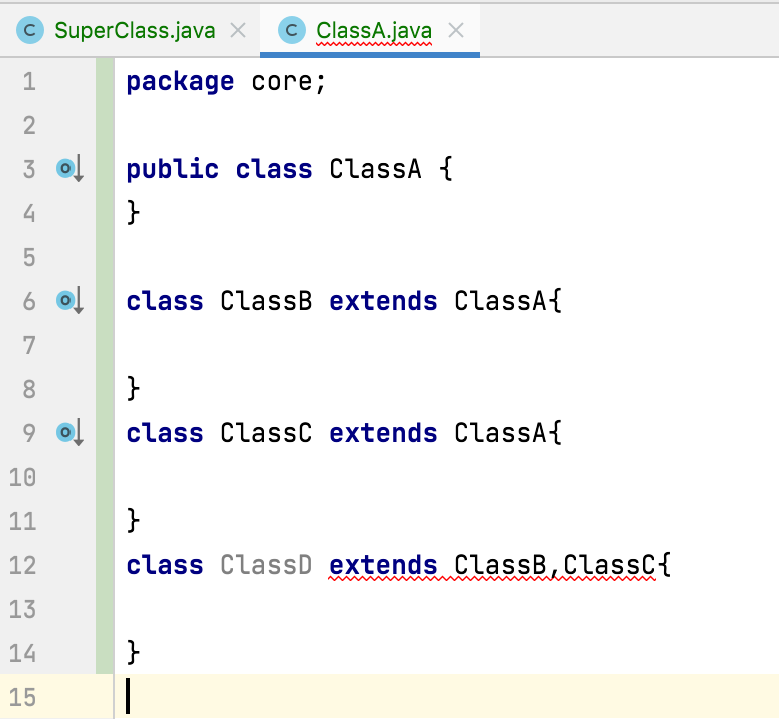 C SuperClass.java × C ClassA.java ×
1 package core;
2
3 public class ClassA {
4 }
5
6 class ClassB extends ClassA{
7
8 }
9 class ClassC extends ClassA{
10
11 }
12 class ClassD extends ClassB,ClassC{
13
14 }
15